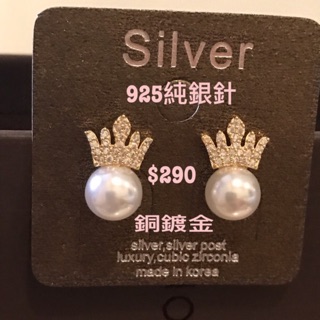 Silver
925純銀針
$290
銅鍍金
silver,silver post
luxury,cubic zirconia
made in korea